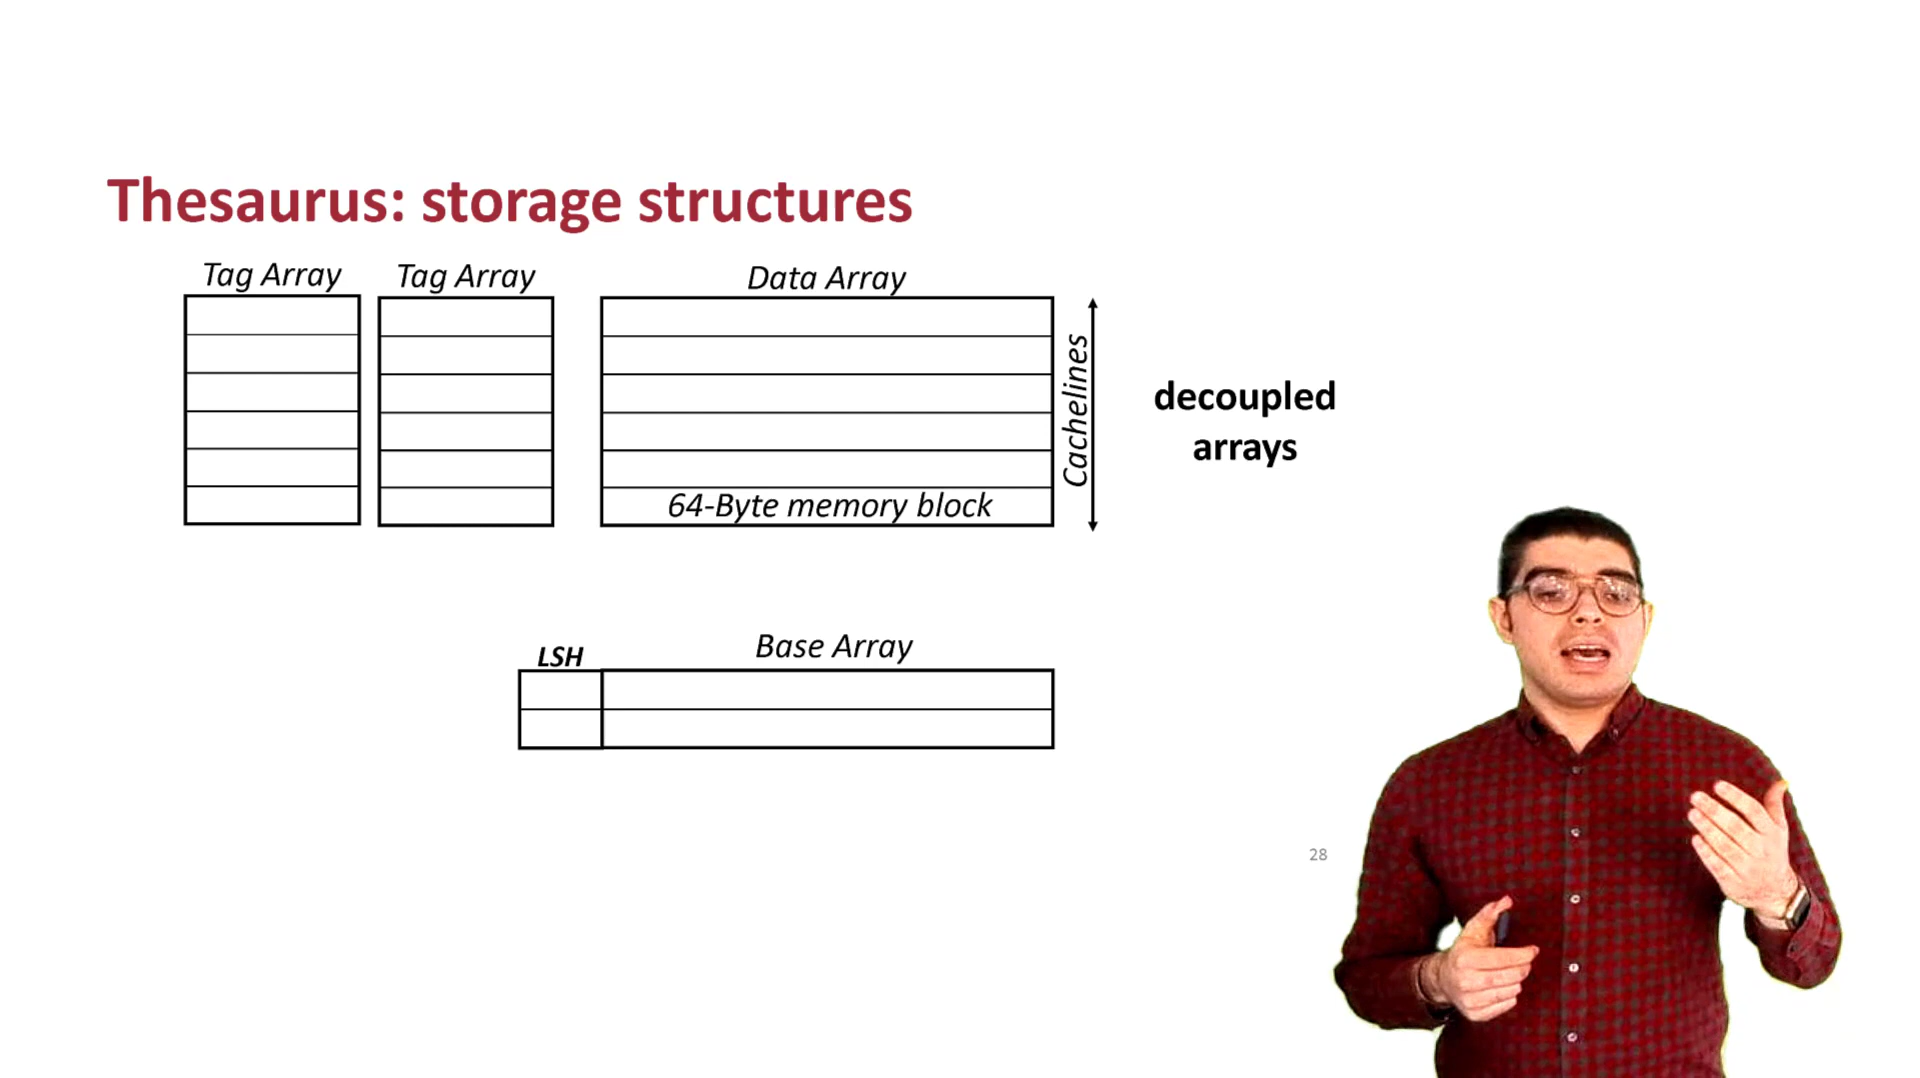 Thesaurus: storage structures
Tag Array
Tag Array
Data Array
Cachelines
64-Byte memory block
decoupled
arrays
LSH
Base Array
28